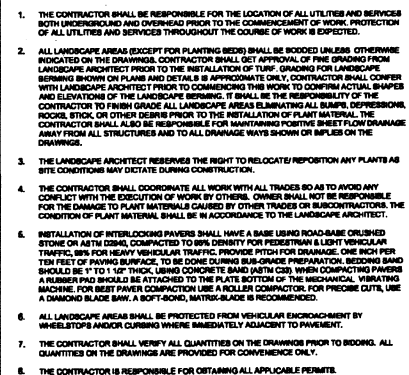 1. THE CONTRACTOR SHALL BE RESPONSIBLE FOR THE LOCATION OF ALL UTILITIES AND SERVICES
BOTH UNDERGROUND AND OVERHEAD PRIOR TO THE COMMENCEMENT OF WORK. PROTECTION
OF ALL UTILITIES AND SERVICES THROUGHOUT THE COURSE OF WORK IS EXPECTED.
2. ALL LANDSCAPE AREAS (EXCEPT FOR PLANTING BEDS) SHALL BE SODDED UNLESS OTHERWISE
INDICATED ON THE DRAWINGS. CONTRACTOR SHALL GET APPROVAL OF FINE GRADING FROM
LANDSCAPE ARCHITECT PRIOR TO THE INSTALLATION OF TURF. GRADING FOR LANDSCAPE
BERMING SHOWN ON PLANS AND DETAILS IS APPROXIMATE ONLY, CONTRACTOR SHALL CONFER
WITH LANDSCAPE ARCHITECT PRIOR TO COMMENCING THIS WORK TO CONFIRM ACTUAL SHAPES
AND ELEVATIONS OF THE LANDSCAPE BERMING. IT SHALL BE THE RESPONSIBILITY OF THE
CONTRACTOR TO FINISH GRADE ALL LANDSCAPE AREAS ELIMINATING ALL BUMPS, DEPRESSIONS,
ROCKS, STICK, OR OTHER DEBRIS PRIOR TO THE INSTALLATION OF PLANT MATERIAL. THE
CONTRACTOR SHALL ALSO BE RESPONSIBLE FOR MAINTAINING POSITIVE SHEET FLOW DRAINAGE
AWAY FROM ALL STRUCTURES AND TO ALL DRAINAGE WAYS SHOWN OR IMPLIES ON THE
DRAWINGS.
3. THE LANDSCAPE ARCHITECT RESERVES THE RIGHT TO RELOCATE/ REPOSITION ANY PLANTS AS
SITE CONDITIONS MAY DICTATE DURING CONSTRUCTION.
4. THE CONTRACTOR SHALL COORDINATE ALL WORK WITH ALL TRADES SO AS TO AVOID ANY
CONFLICT WITH THE EXECUTION OF WORK BY OTHERS. OWNER SHALL NOT BE RESPONSIBLE
FOR THE DAMAGE TO PLANT MATERIALS CAUSED BY OTHER TRADES OR SUBCONTRACTORS. THE
CONDITION OF PLANT MATERIAL SHALL BE IN ACCORDANCE TO THE LANDSCAPE ARCHITECT.
5. INSTALLATION OF INTERLOCKING PAVERS SHALL HAVE A BASE USING ROAD-BASE CRUSHED
STONE OR ASTM D2940, COMPACTED TO 95% DENSITY FOR PEDESTRIAN & LIGHT VEHICULAR
TRAFFIC, 98% FOR HEAVY VEHICULAR TRAFFIC. PROVIDE PITCH FOR DRAINAGE. ONE INCH PER
TEN FEET OF PAVING SURFACE, TO BE DONE DURING SUB-GRADE PREPARATION. BEDDING SAND
SHOULD BE 1" TO 1 1/2" THICK, USING CONCRETE SAND (ASTM C33). WHEN COMPACTING PAVERS
A RUBBER PAD SHOULD BE ATTACHED TO THE PLATE BOTTOM OF THE MECHANICAL VIBRATING
MACHINE. FOR BEST PAVER COMPACTION USE A ROLLER COMPACTOR. FOR PRECISE CUTS, USE
A DIAMOND BLADE SAW. A SOFT-BOND, MATRIX-BLADE IS RECOMMENDED.
6. ALL LANDSCAPE AREAS SHALL BE PROTECTED FROM VEHICULAR ENCROACHMENT BY
WHEELSTOPS AND/OR CURBING WHERE IMMEDIATELY ADJACENT TO PAVEMENT.
7. THE CONTRACTOR SHALL VERIFY ALL QUANTITIES ON THE DRAWINGS PRIOR TO BIDDING. ALL
QUANTITIES ON THE DRAWINGS ARE PROVIDED FOR CONVENIENCE ONLY.
8. THE CONTRACTOR IS RESPONSIBLE FOR OBTAINING ALL APPLICABLE PERMITS.